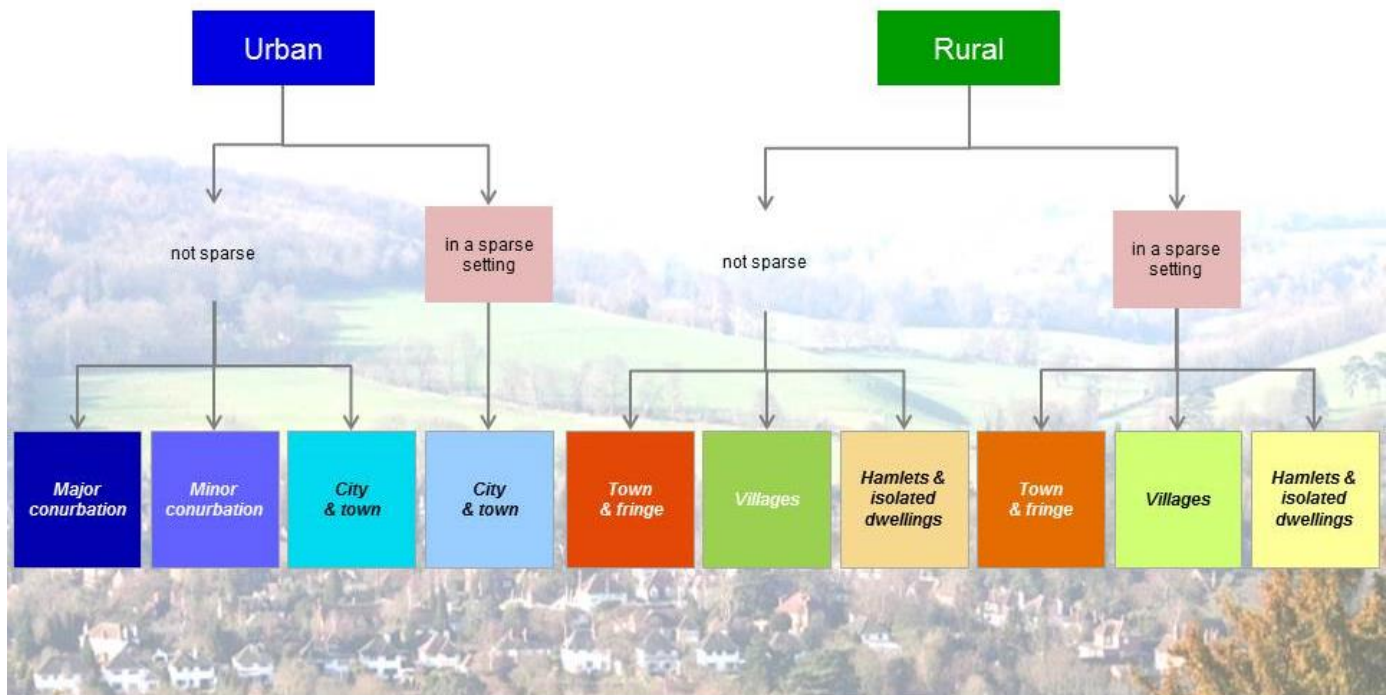 Urban
Rural
not sparse
in a sparse
setting
not sparse
in a sparse
setting
Major
conurbation
Minor
conurbation
City
& town
City
& town
Town
& fringe
Villages
Hamlets &
isolated
dwellings
Town
& fringe
Villages
Hamlets &
isolated
dwellings